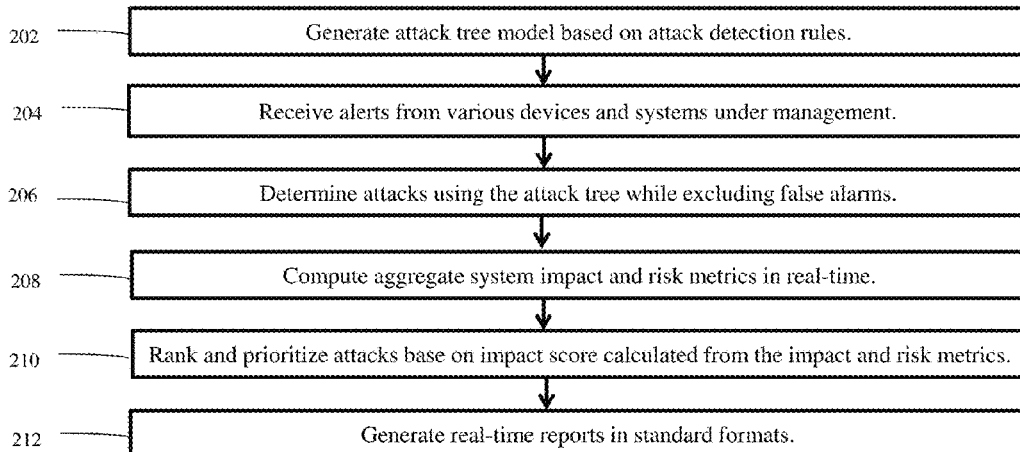 202 Generate attack tree model based on attack detection rules.
204 Receive alerts from various devices and systems under management.
206 Determine attacks using the attack tree while excluding false alarms.
208 Compute aggregate system impact and risk metrics in real-time.
210 Rank and prioritize attacks base on impact score calculated from the impact and risk metrics.
212 Generate real-time reports in standard formats.